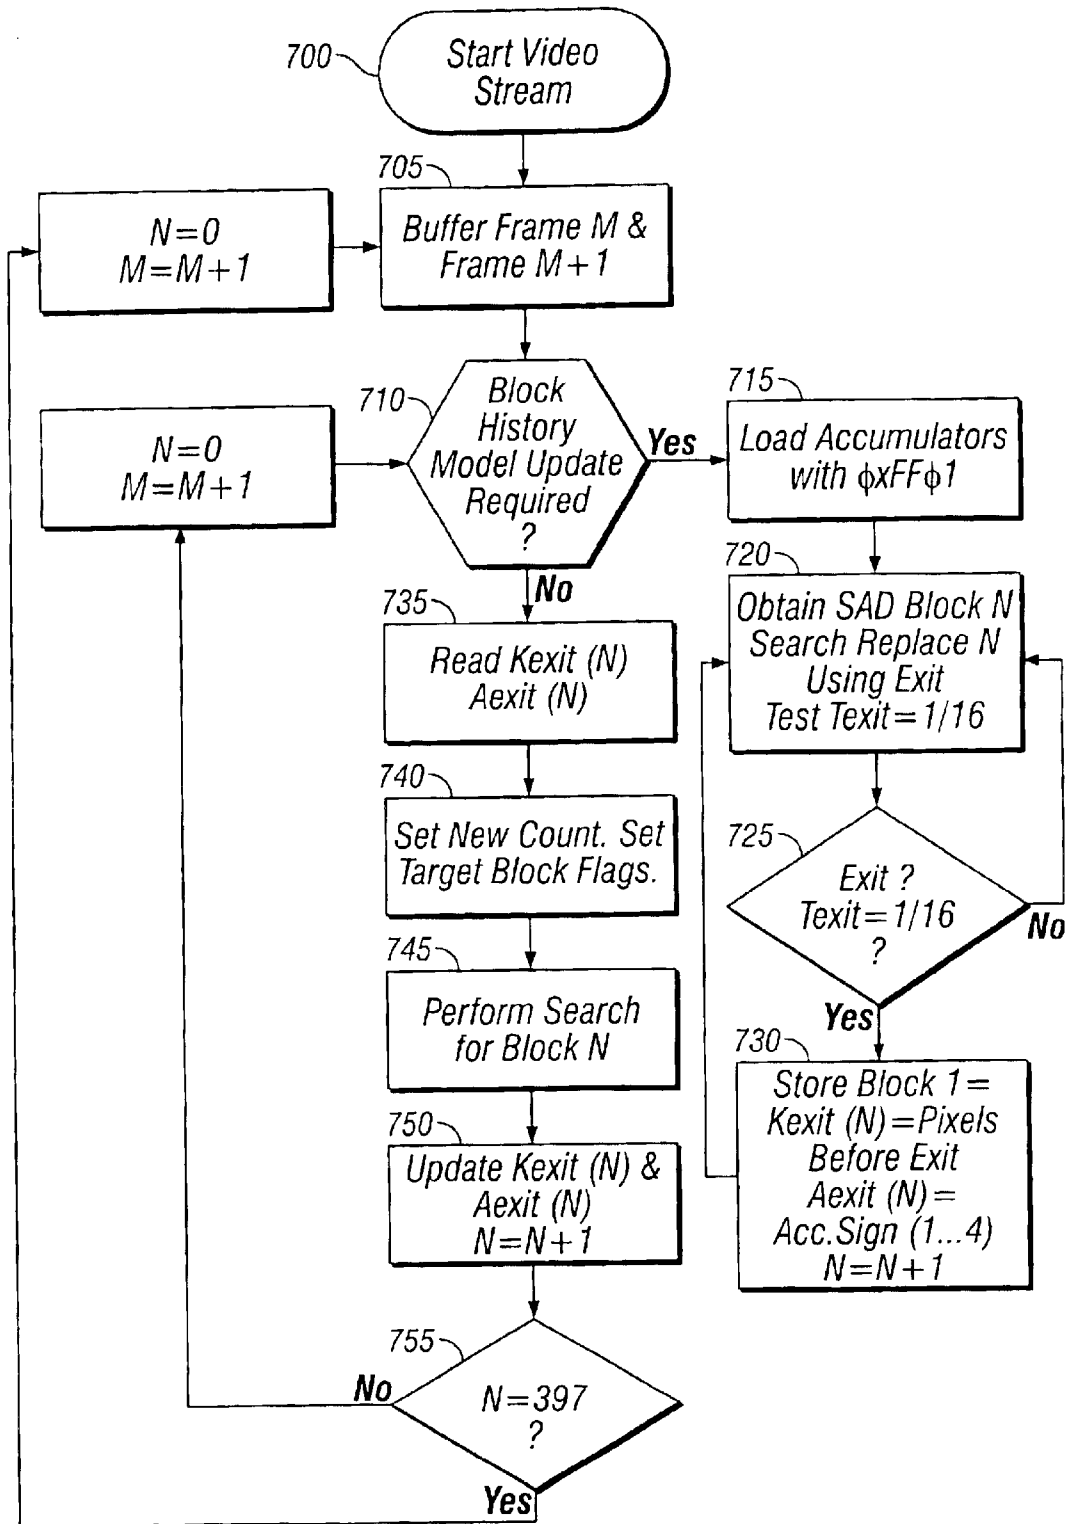 700
Start Video
Stream
705
N=0
M=M+1
Buffer Frame M &
Frame M+1
710
Block
History
Model Update
Required
?
Yes
No
N=0
M=M+1
715
Load Accumulators
with ϕxFFϕ1
720
Obtain SAD Block N
Search Replace N
Using Exit
Test Texit=1/16
725
Exit ?
Texit=1/16
?
No
Yes
730
Store Block 1=
Kexit (N)=Pixels
Before Exit
Aexit (N)=
Acc.Sign (1...4)
N=N+1
735
Read Kexit (N)
Aexit (N)
740
Set New Count. Set
Target Block Flags.
745
Perform Search
for Block N
750
Update Kexit (N) &
Aexit (N)
N=N+1
755
N=397
?
No
Yes